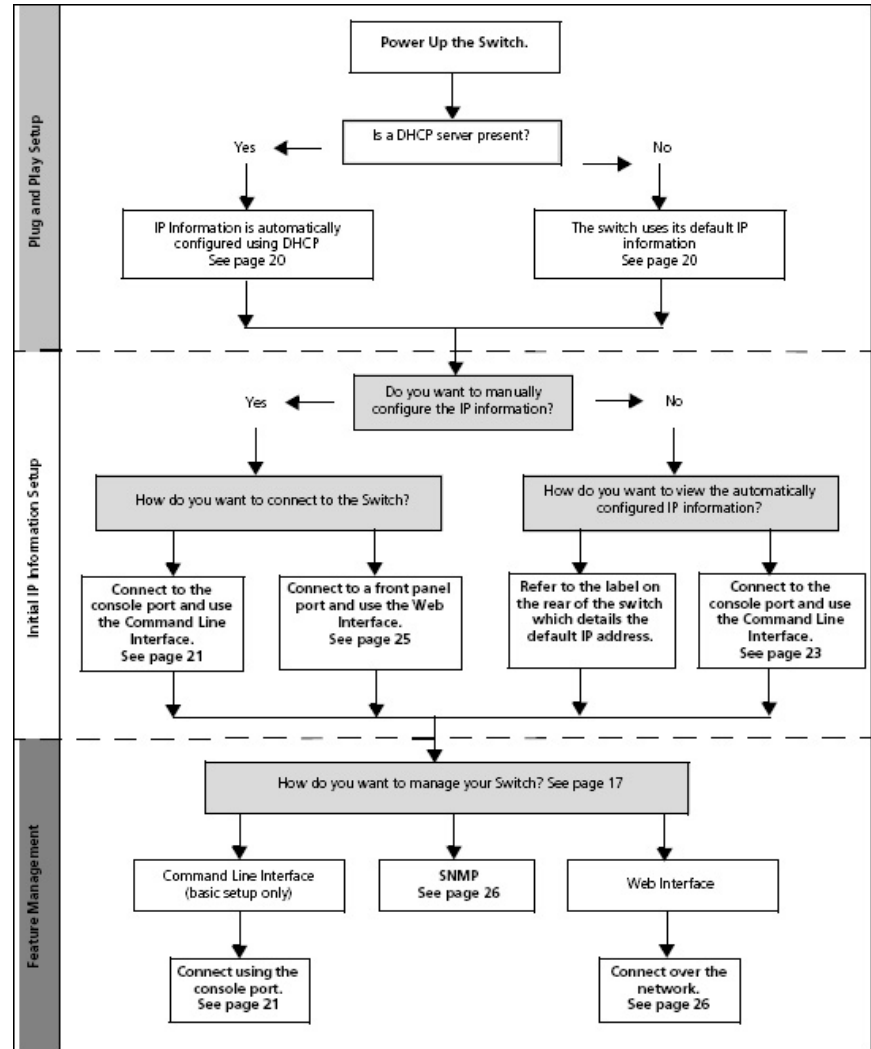 Plug and Play Setup
Power Up the Switch.
Is a DHCP server present?
Yes
No
IP Information is automatically
configured using DHCP
See page 20
The switch uses its default IP
information
See page 20
Initial IP Information Setup
Do you want to manually
configure the IP information?
Yes
No
How do you want to connect to the Switch?
How do you want to view the automatically
configured IP information?
Connect to the
console port and use
the Command Line
Interface.
See page 21
Connect to a front panel
port and use the Web
Interface.
See page 25
Refer to the label on
the rear of the switch
which details the
default IP address.
Connect to the
console port and use
the Command Line
Interface.
See page 23
Feature Management
How do you want to manage your Switch? See page 17
Command Line Interface
(basic setup only)
SNMP
See page 26
Web Interface
Connect using the
console port.
See page 21
Connect over the
network.
See page 26